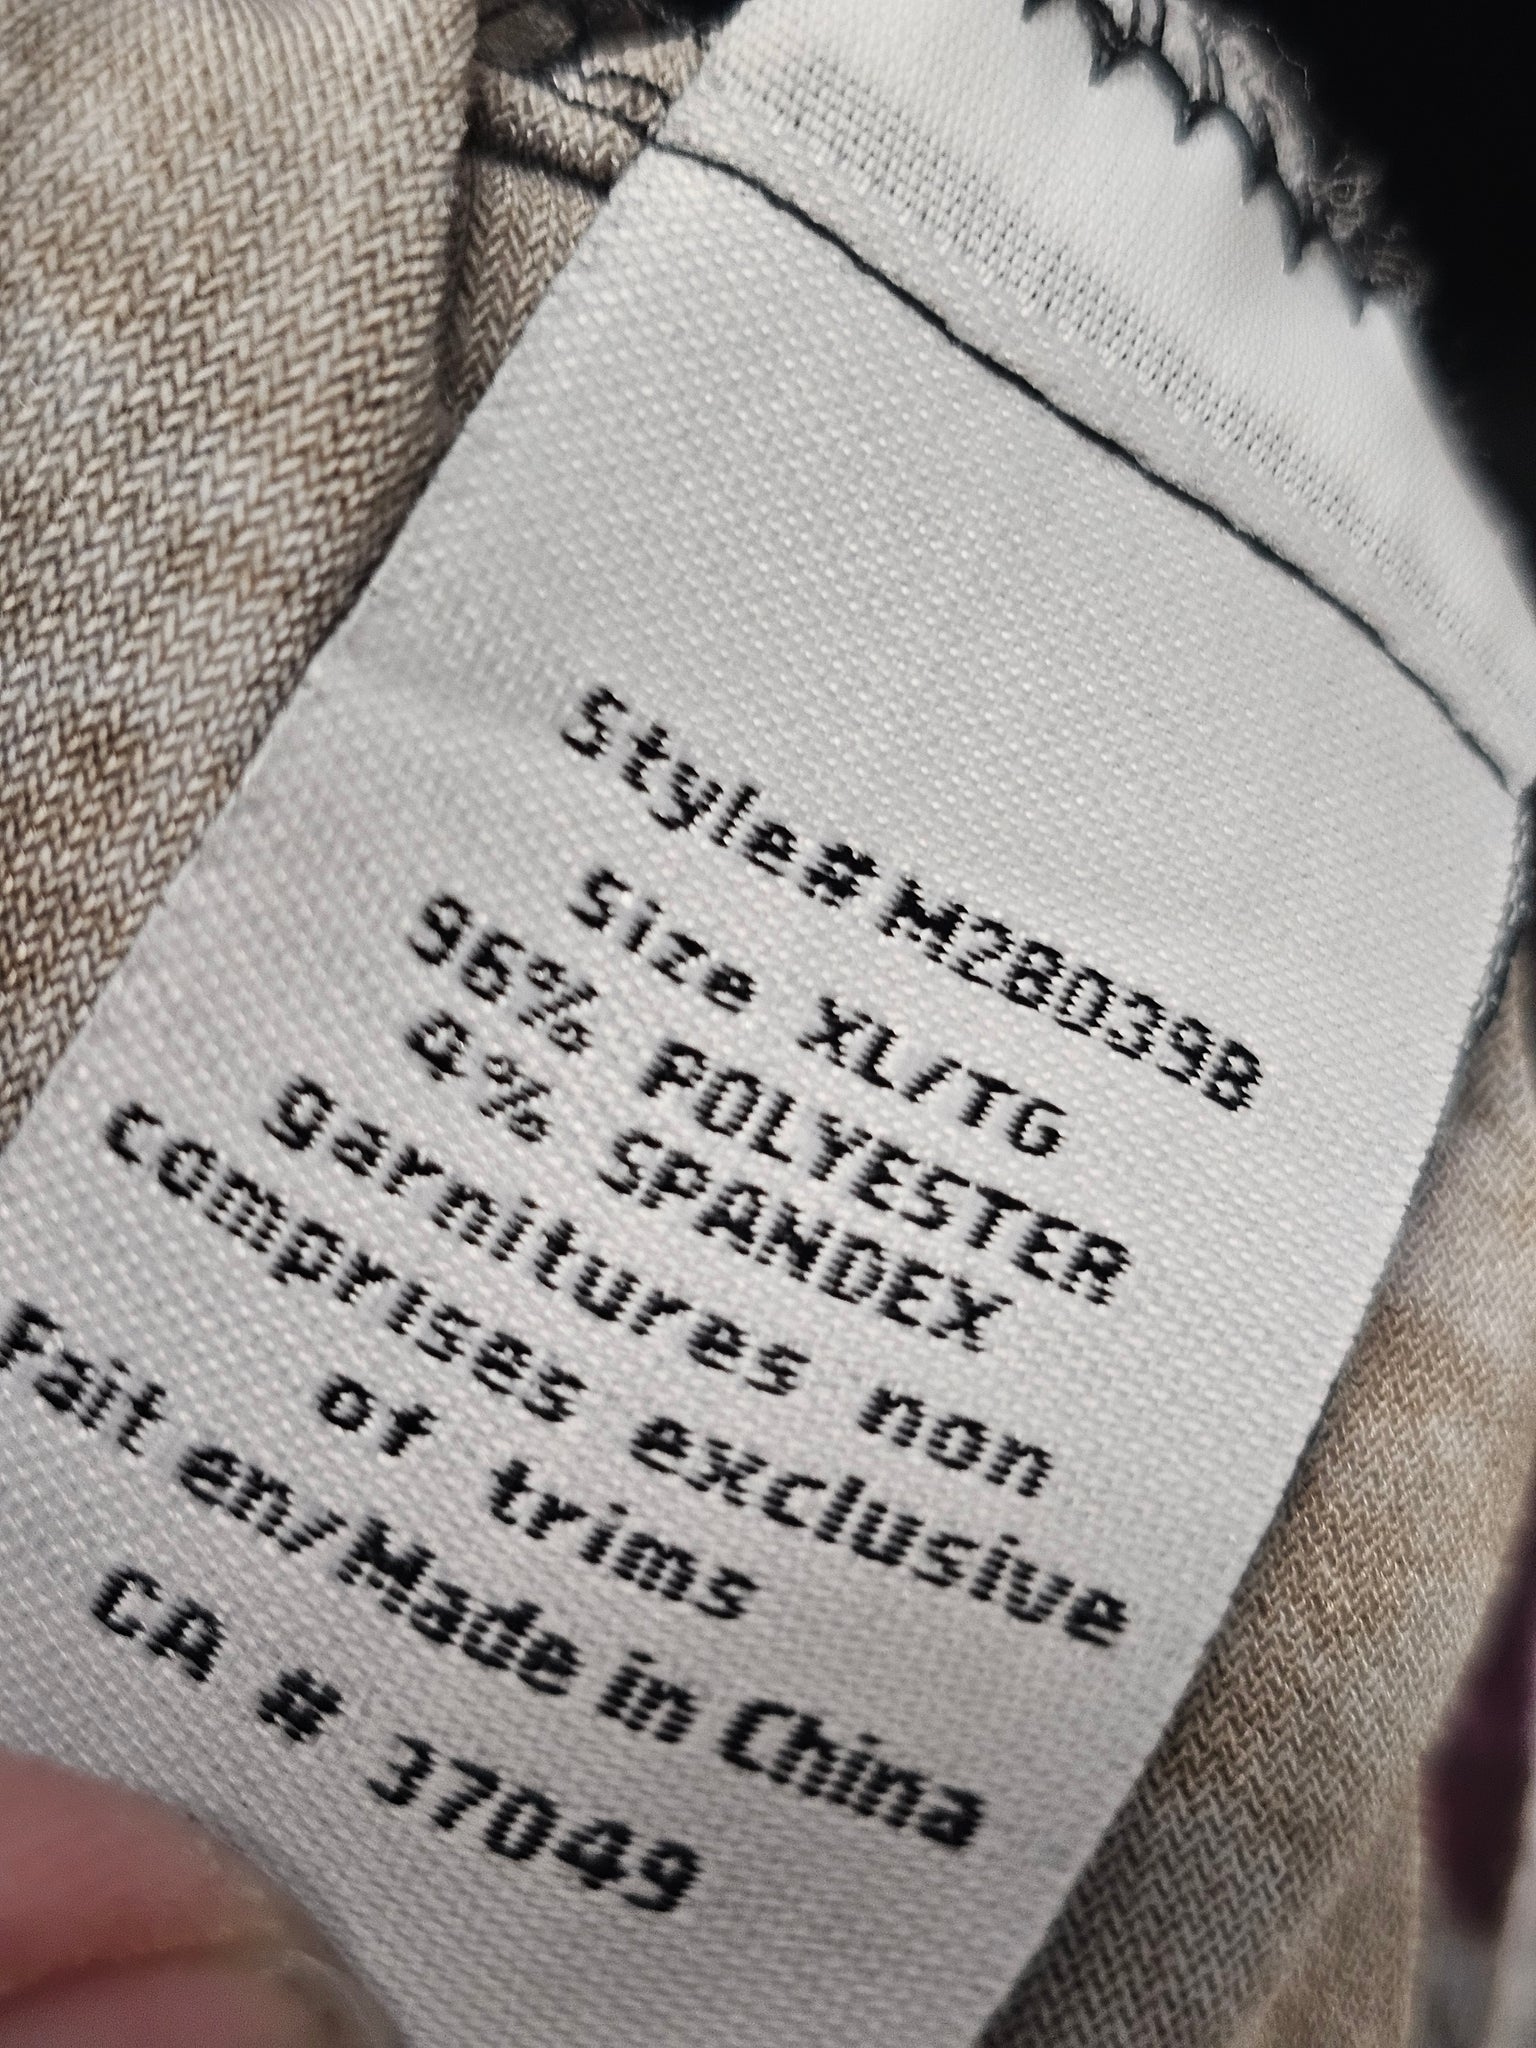 Style# M2B039B
Size XL/TG
96% POLYESTER
4% SPANDEX
garnitures non
comprises exclusive
of trims
Fait en/Made in China
CA # 37049